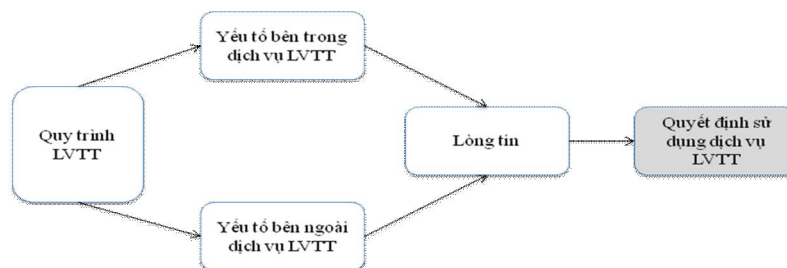 Yếu tố bên trong
dịch vụ LVTT
Quy trình
LVTT
Lòng tin
Quyết định sử
dụng dịch vụ
LVTT
Yếu tố bên ngoài
dịch vụ LVTT